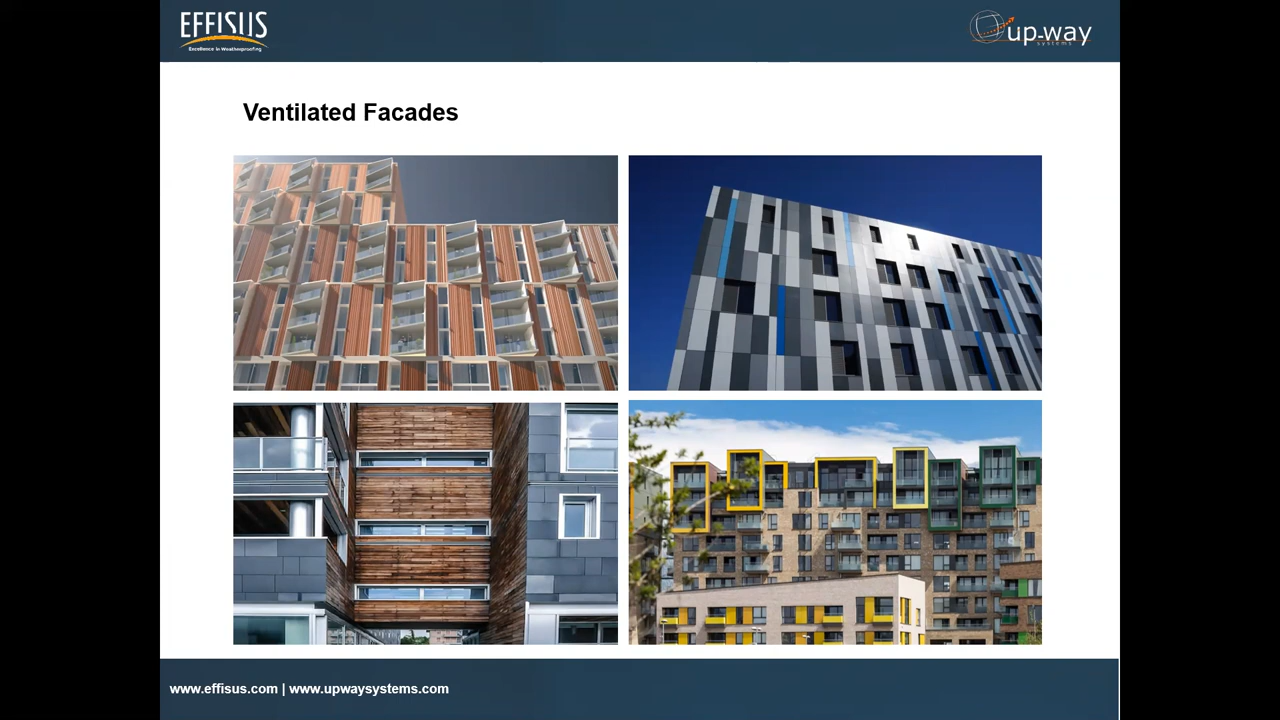 EFFISUS
Excellence in Weatherproofing
up-way
systems
Ventilated Facades
www.effisus.com | www.upwaysystems.com